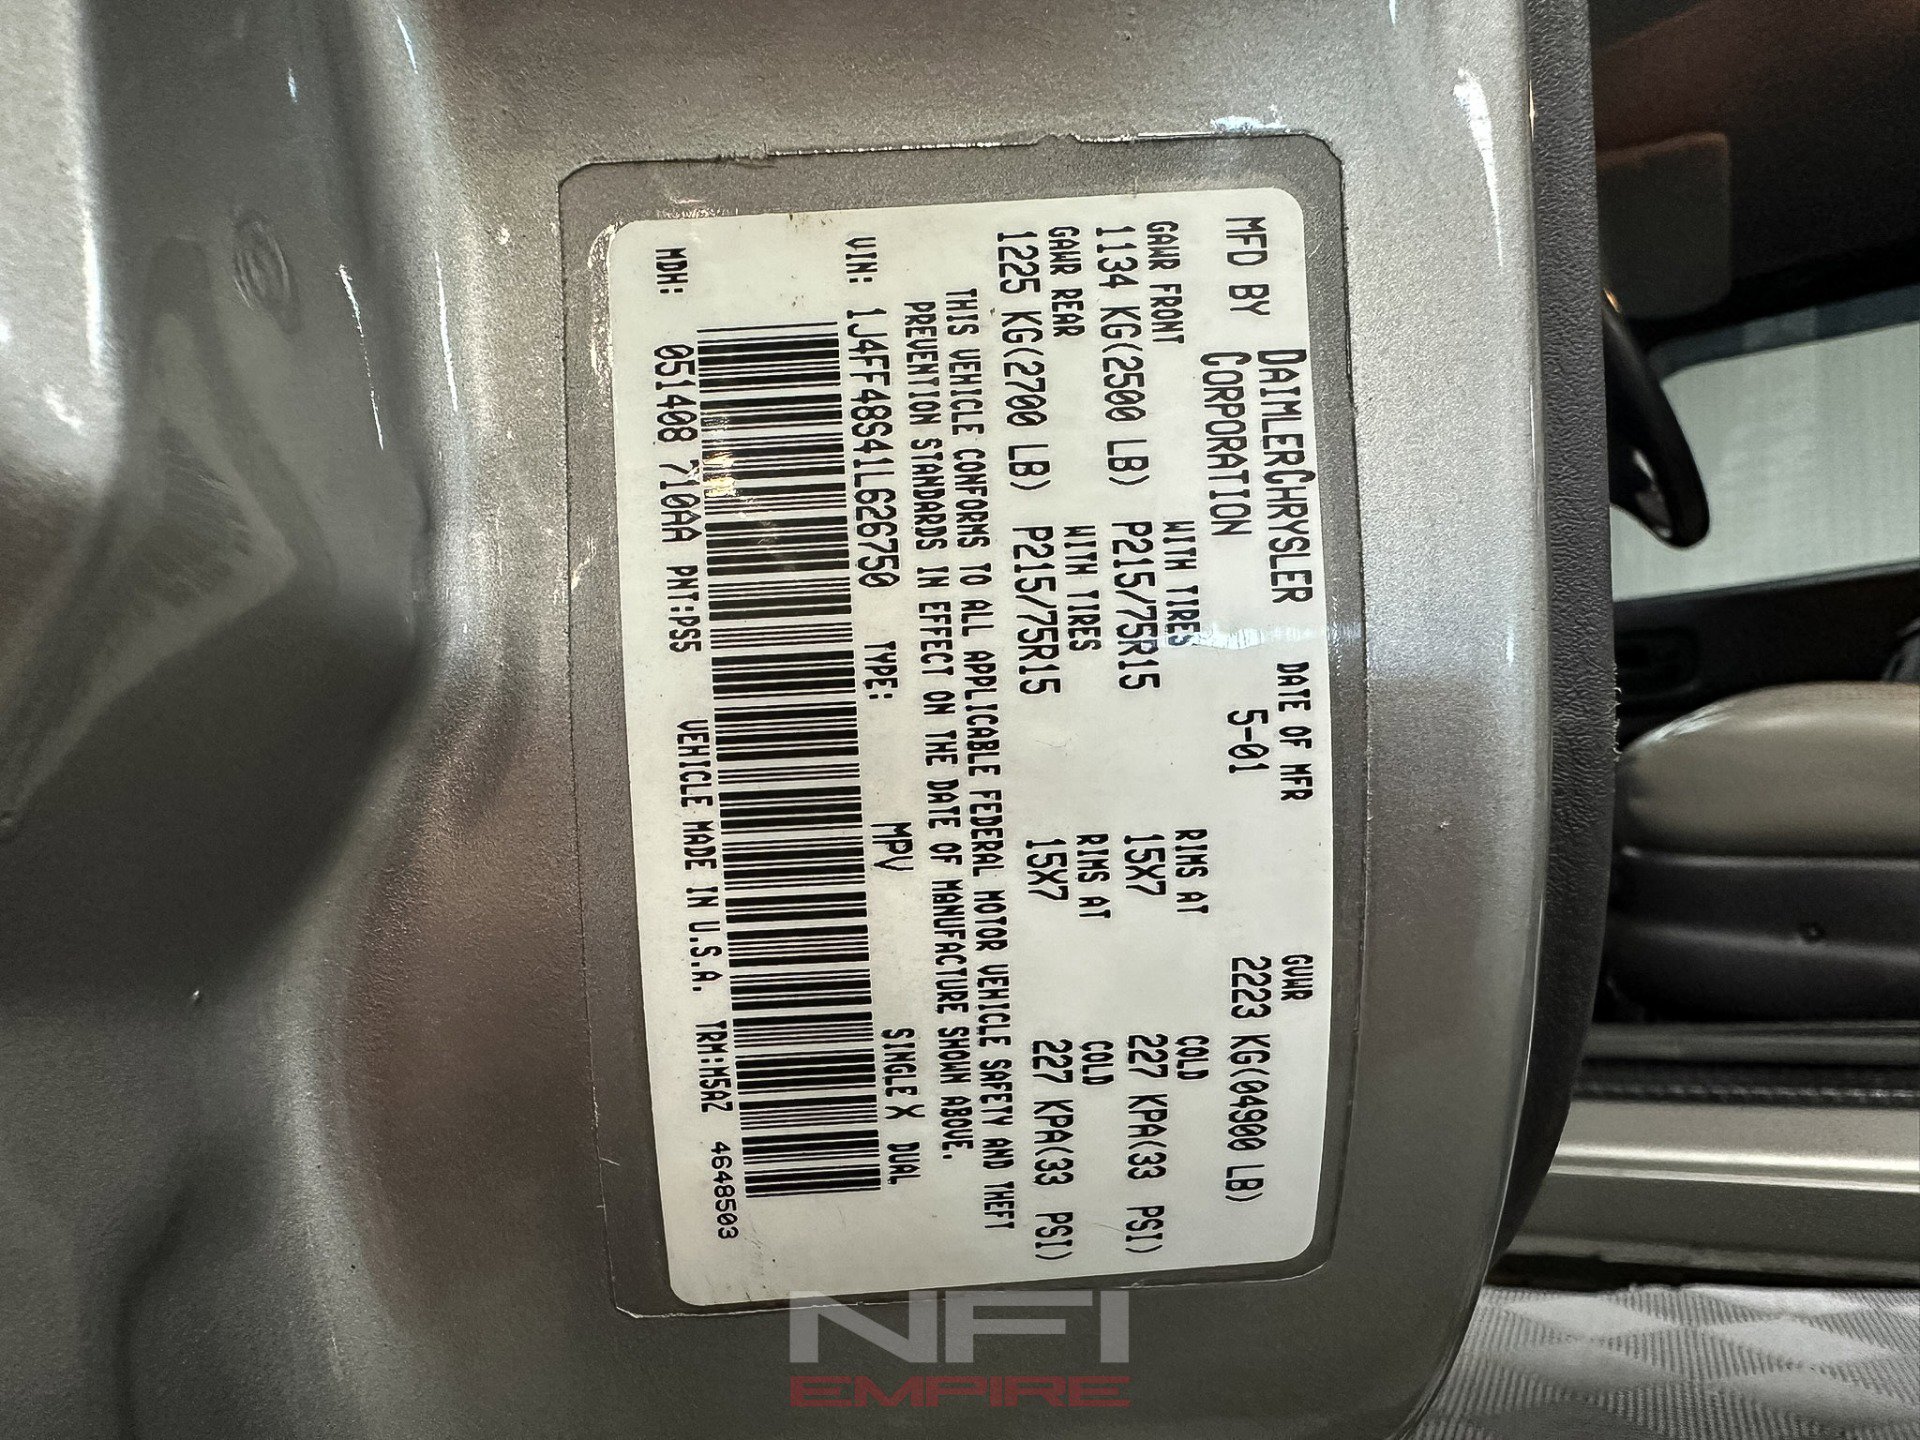 MFD BY DAIMLERCHRYSLER CORPORATION DATE OF MFR 5-01 GVWR 2223 KG(04900 LB)
GAWR FRONT WITH TIRES RIMS AT COLD
1134 KG(2500 LB) P215/75R15 15X7 227 KPA(33 PSI)
GAWR REAR WITH TIRES RIMS AT COLD
1225 KG(2700 LB) P215/75R15 15X7 227 KPA(33 PSI)
THIS VEHICLE CONFORMS TO ALL APPLICABLE FEDERAL MOTOR VEHICLE SAFETY AND THEFT
PREVENTION STANDARDS IN EFFECT ON THE DATE OF MANUFACTURE SHOWN ABOVE.
VIN: 1J4FF48S41L626750 TYPE: MPV SINGLE X DUAL
MDH: 051408 710AA PNT:PS5 VEHICLE MADE IN U.S.A. TRM:M5AZ 4648503
NFI
EMPIRE